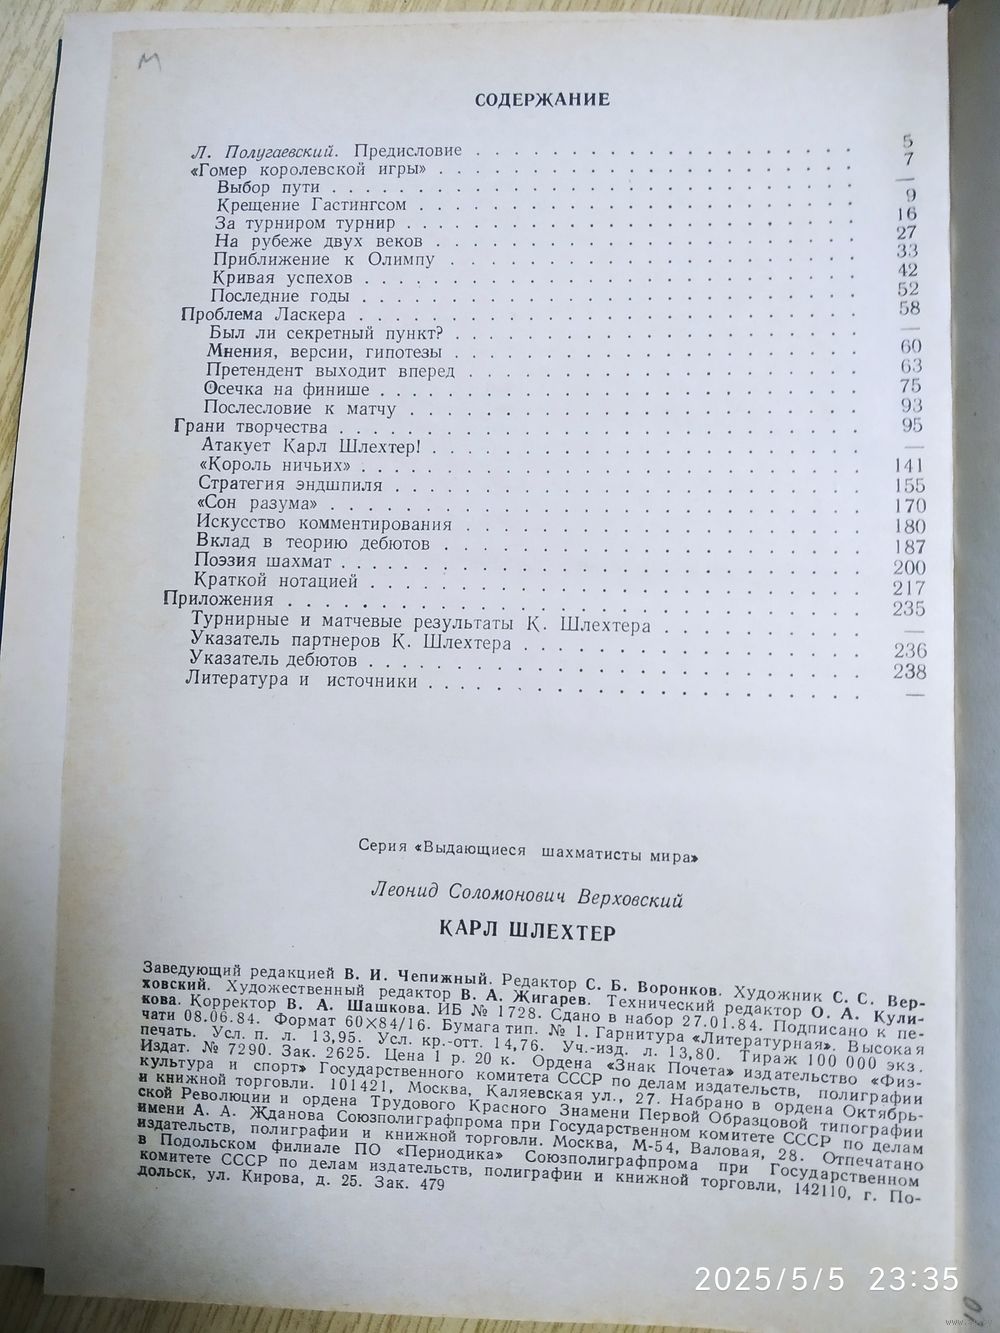 М
СОДЕРЖАНИЕ
Л. Полугаевский. Предисловие . . . . . . . . . . . . . . . . . . 5
«Гомер королевской игры» . . . . . . . . . . . . . . . . . . 7
Выбор пути . . . . . . . . . . . . . . . . . . —
Крещение Гастингсом . . . . . . . . . . . . . . . . . . 9
За турниром турнир . . . . . . . . . . . . . . . . . . 16
На рубеже двух веков . . . . . . . . . . . . . . . . . . 27
Приближение к Олимпу . . . . . . . . . . . . . . . . . . 33
Кривая успехов . . . . . . . . . . . . . . . . . . 42
Последние годы . . . . . . . . . . . . . . . . . . 52
Проблема Ласкера . . . . . . . . . . . . . . . . . . 58
Был ли секретный пункт? . . . . . . . . . . . . . . . . . . —
Мнения, версии, гипотезы . . . . . . . . . . . . . . . . . . 60
Претендент выходит вперед . . . . . . . . . . . . . . . . . . 63
Осечка на финише . . . . . . . . . . . . . . . . . . 75
Послесловие к матчу . . . . . . . . . . . . . . . . . . 93
Грани творчества . . . . . . . . . . . . . . . . . . 95
Атакует Карл Шлехтер! . . . . . . . . . . . . . . . . . . —
«Король ничьих» . . . . . . . . . . . . . . . . . . 141
Стратегия эндшпиля . . . . . . . . . . . . . . . . . . 155
«Сон разума» . . . . . . . . . . . . . . . . . . 170
Искусство комментирования . . . . . . . . . . . . . . . . . . 180
Вклад в теорию дебютов . . . . . . . . . . . . . . . . . . 187
Поэзия шахмат . . . . . . . . . . . . . . . . . . 200
Краткой нотацией . . . . . . . . . . . . . . . . . . 217
Приложения . . . . . . . . . . . . . . . . . . 235
Турнирные и матчевые результаты К. Шлехтера . . . . . . . . . —
Указатель партнеров К. Шлехтера . . . . . . . . . . . . . . 236
Указатель дебютов . . . . . . . . . . . . . . . . . . 238
Литература и источники . . . . . . . . . . . . . . . . . . —
Серия «Выдающиеся шахматисты мира»
Леонид Соломонович Верховский
КАРЛ ШЛЕХТЕР
Заведующий редакцией В. И. Чепижный. Редактор С. Б. Воронков. Художник С. С. Вер-
ховский. Художественный редактор В. А. Жигарев. Технический редактор О. А. Кули-
кова. Корректор В. А. Шашкова. ИБ № 1728. Сдано в набор 27.01.84. Подписано к пе-
чати 08.06.84. Формат 60×84/16. Бумага тип. № 1. Гарнитура «Литературная». Высокая
печать. Усл. п. л. 13,95. Усл. кр.-отт. 14,76. Уч.-изд. л. 13,80. Тираж 100 000 экз.
Издат. № 7290. Зак. 2625. Цена 1 р. 20 к. Ордена «Знак Почета» издательство «Физ-
культура и спорт» Государственного комитета СССР по делам издательств, полиграфии
и книжной торговли. 101421, Москва, Каляевская ул., 27. Набрано в ордена Октябрь-
ской Революции и ордена Трудового Красного Знамени Первой Образцовой типографии
имени А. А. Жданова Союзполиграфпрома при Государственном комитете СССР по делам
издательств, полиграфии и книжной торговли. Москва, М-54, Валовая, 28. Отпечатано
в Подольском филиале ПО «Периодика» Союзполиграфпрома при Государственном
комитете СССР по делам издательств, полиграфии и книжной торговли, 142110, г. По-
дольск, ул. Кирова, д. 25. Зак. 479
2025/5/5 23:35